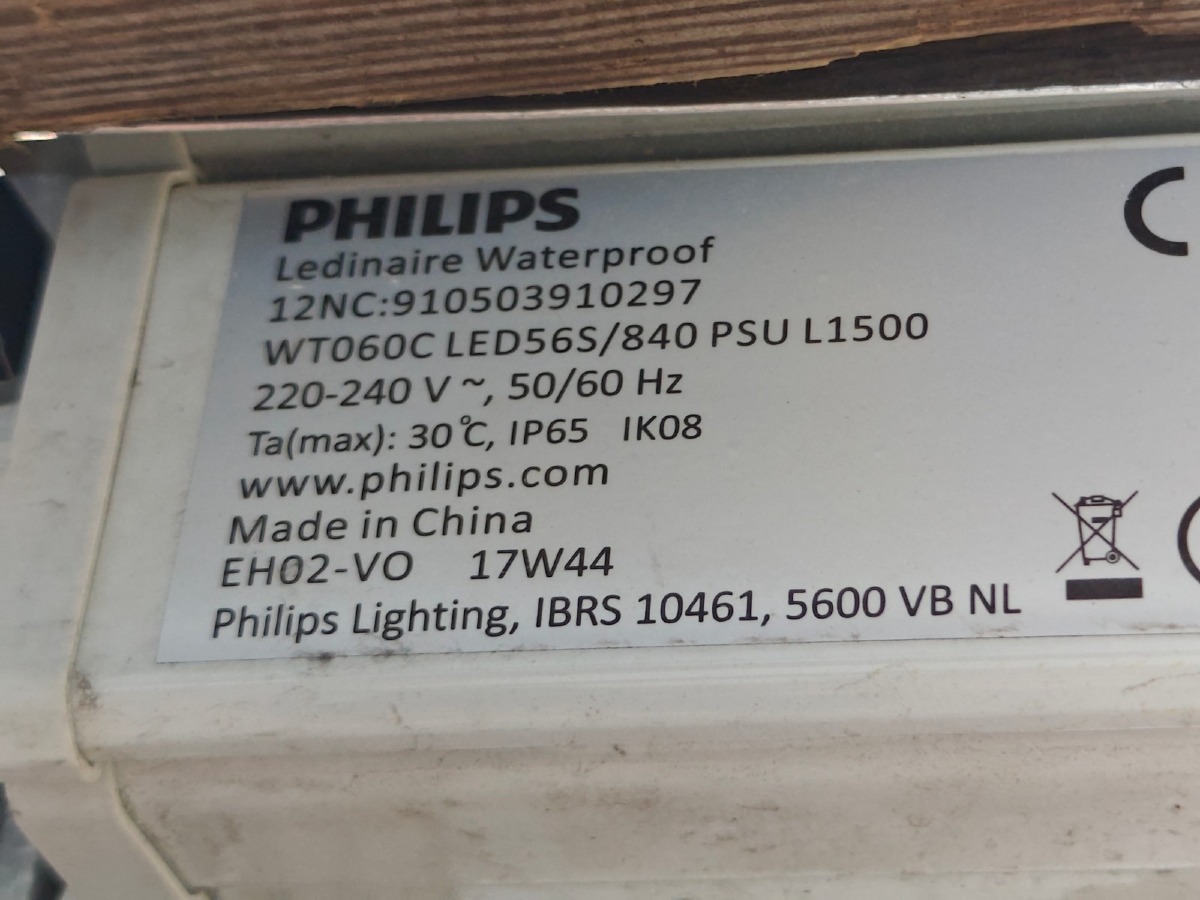 PHILIPS
Ledinaire Waterproof
12NC:910503910297
WT060C LED56S/840 PSU L1500
220-240 V ~, 50/60 Hz
Ta(max): 30℃, IP65 IK08
www.philips.com
Made in China
EH02-VO 17W44
Philips Lighting, IBRS 10461, 5600 VB NL